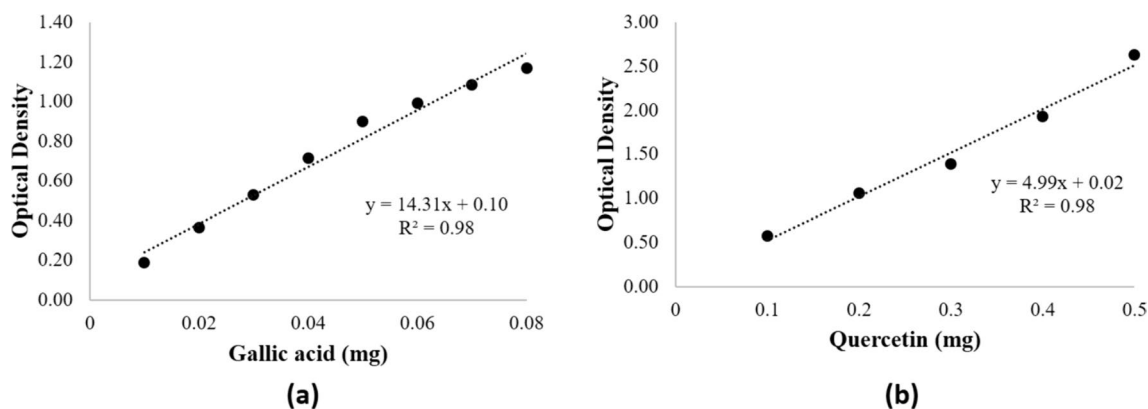 1.40
1.20
1.00
0.80
0.60
0.40
0.20
0.00
Optical Density
y = 14.31x + 0.10
R² = 0.98
0 0.02 0.04 0.06 0.08
Gallic acid (mg)
(a)
3.00
2.50
2.00
1.50
1.00
0.50
0.00
Optical Density
y = 4.99x + 0.02
R² = 0.98
0 0.1 0.2 0.3 0.4 0.5
Quercetin (mg)
(b)